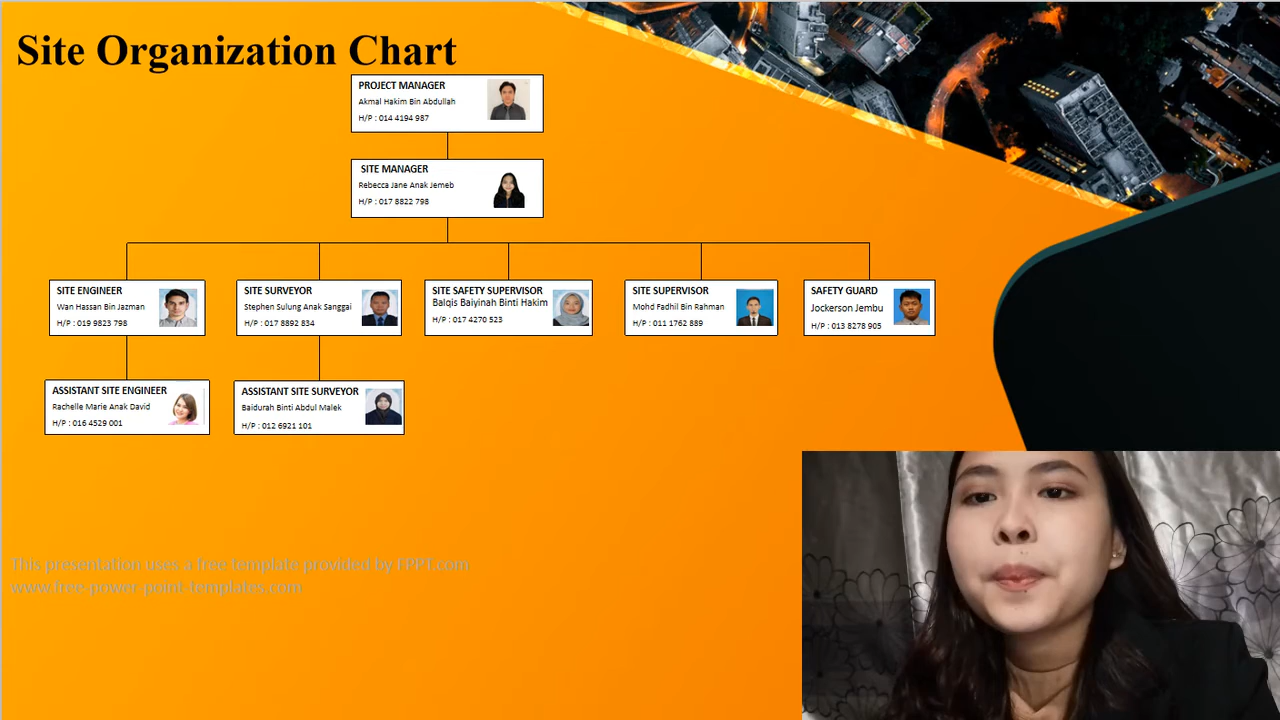 Site Organization Chart
PROJECT MANAGER
Akmal Hakim Bin Abdullah
H/P : 014 4194 987
SITE MANAGER
Rebecca Jane Anak Jemeb
H/P : 017 8822 798
SITE ENGINEER
Wan Hassan Bin Jazman
H/P : 019 9823 798
SITE SURVEYOR
Stephen Sulung Anak Sanggai
H/P : 017 8892 834
SITE SAFETY SUPERVISOR
Balqis Baiyinah Binti Hakim
H/P : 017 4270 523
SITE SUPERVISOR
Mohd Fadhil Bin Rahman
H/P : 011 1762 889
SAFETY GUARD
Jockerson Jembu
H/P : 013 8278 905
ASSISTANT SITE ENGINEER
Rachelle Marie Anak David
H/P : 016 4529 001
ASSISTANT SITE SURVEYOR
Baidurah Binti Abdul Malek
H/P : 012 6921 101
This presentation uses a free template provided by FPPT.com
www.free-power-point-templates.com